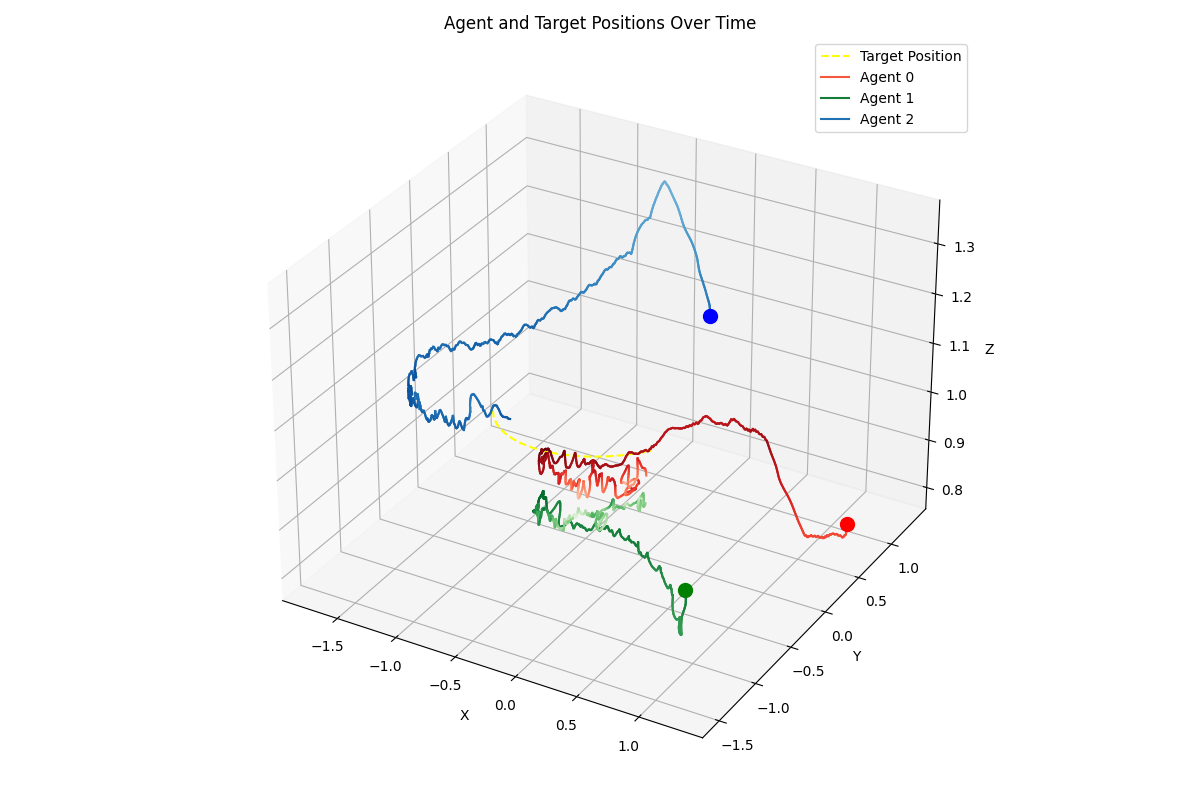 Agent and Target Positions Over Time
Target Position
Agent 0
Agent 1
Agent 2
1.3
1.2
1.1
1.0
0.9
0.8
Z
1.0
0.5
0.0
−0.5
−1.0
−1.5
Y
−1.5
−1.0
−0.5
0.0
0.5
1.0
X